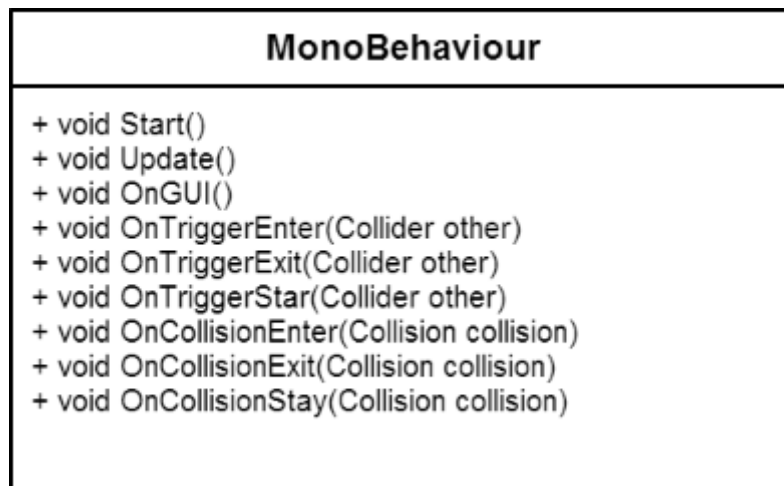 MonoBehaviour
+ void Start()
+ void Update()
+ void OnGUI()
+ void OnTriggerEnter(Collider other)
+ void OnTriggerExit(Collider other)
+ void OnTriggerStar(Collider other)
+ void OnCollisionEnter(Collision collision)
+ void OnCollisionExit(Collision collision)
+ void OnCollisionStay(Collision collision)